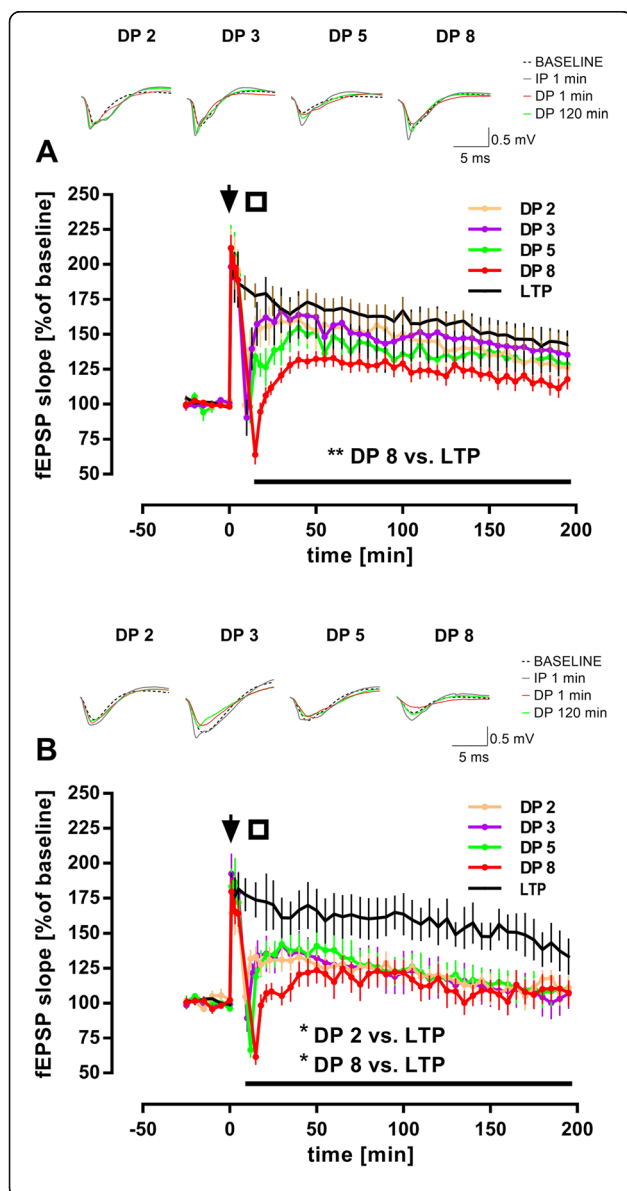 DP 2 DP 3 DP 5 DP 8
BASELINE
IP 1 min
DP 1 min
DP 120 min
0.5 mV
5 ms
A
250
225
200
175
150
125
100
75
50
fEPSP slope [%of baseline]
DP 2
DP 3
DP 5
DP 8
LTP
** DP 8 vs. LTP
-50 0 50 100 150 200
time [min]
DP 2 DP 3 DP 5 DP 8
BASELINE
IP 1 min
DP 1 min
DP 120 min
0.5 mV
5 ms
B
250
225
200
175
150
125
100
75
50
fEPSP slope [%of baseline]
DP 2
DP 3
DP 5
DP 8
LTP
* DP 2 vs. LTP
* DP 8 vs. LTP
-50 0 50 100 150 200
time [min]